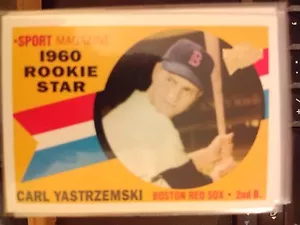 SPORT MAGAZINE
1960
ROOKIE
STAR
B
CARL YASTRZEMSKI
BOSTON RED SOX - 2nd B.